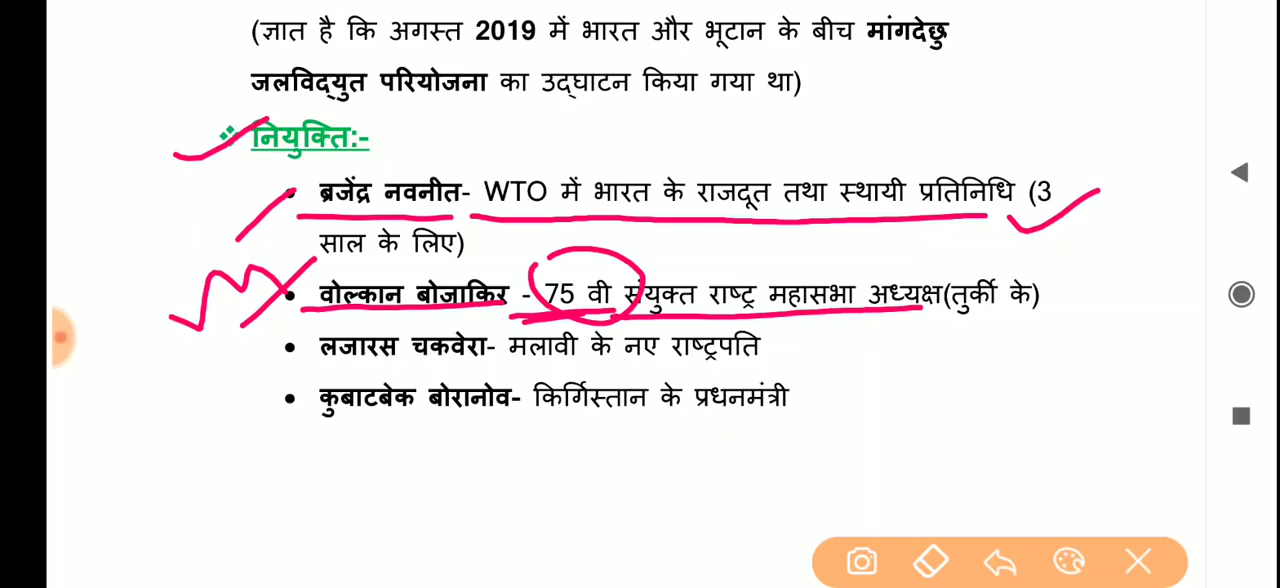 (ज्ञात है कि अगस्त 2019 में भारत और भूटान के बीच मांगदेछु
जलविद्युत परियोजना का उद्घाटन किया गया था)
❖ नियुक्ति:-
• ब्रजेंद्र नवनीत- WTO में भारत के राजदूत तथा स्थायी प्रतिनिधि (3
साल के लिए)
• वोल्कान बोजाकिर - 75 वी संयुक्त राष्ट्र महासभा अध्यक्ष(तुर्की के)
• लजारस चकवेरा- मलावी के नए राष्ट्रपति
• कुबाटबेक बोरानोव- किर्गिस्तान के प्रधनमंत्री